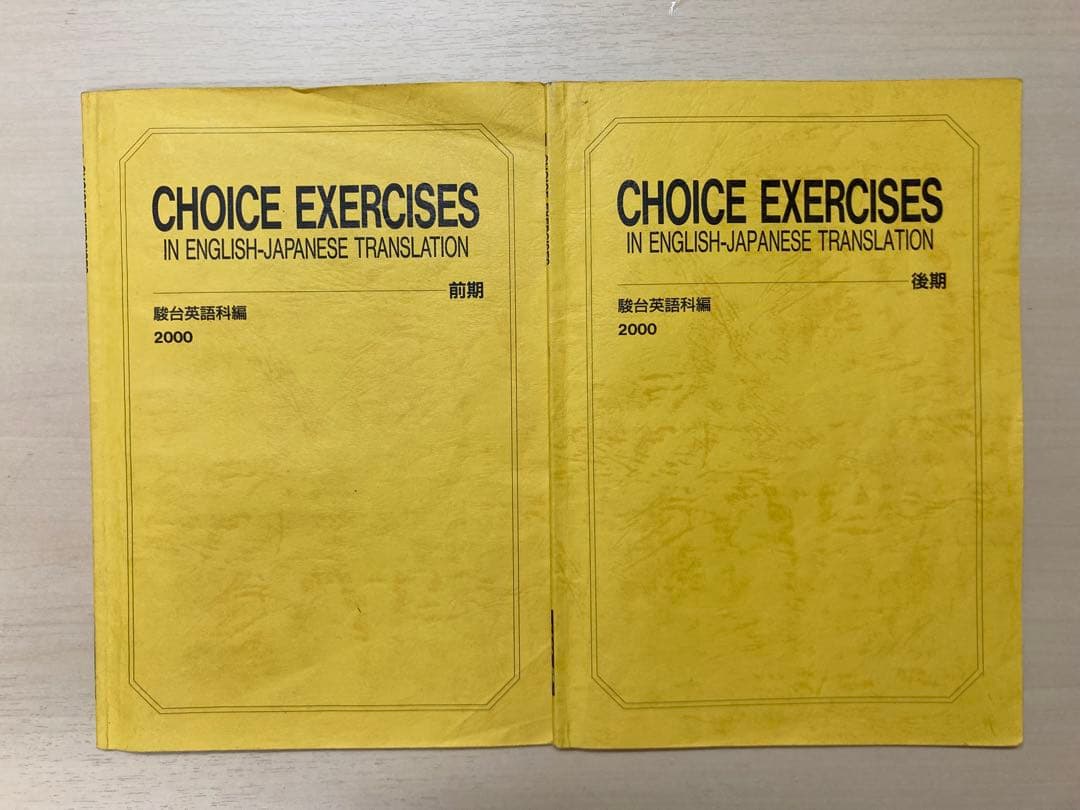 CHOICE EXERCISES
IN ENGLISH-JAPANESE TRANSLATION
前期
駿台英語科編
2000
CHOICE EXERCISES
IN ENGLISH-JAPANESE TRANSLATION
後期
駿台英語科編
2000